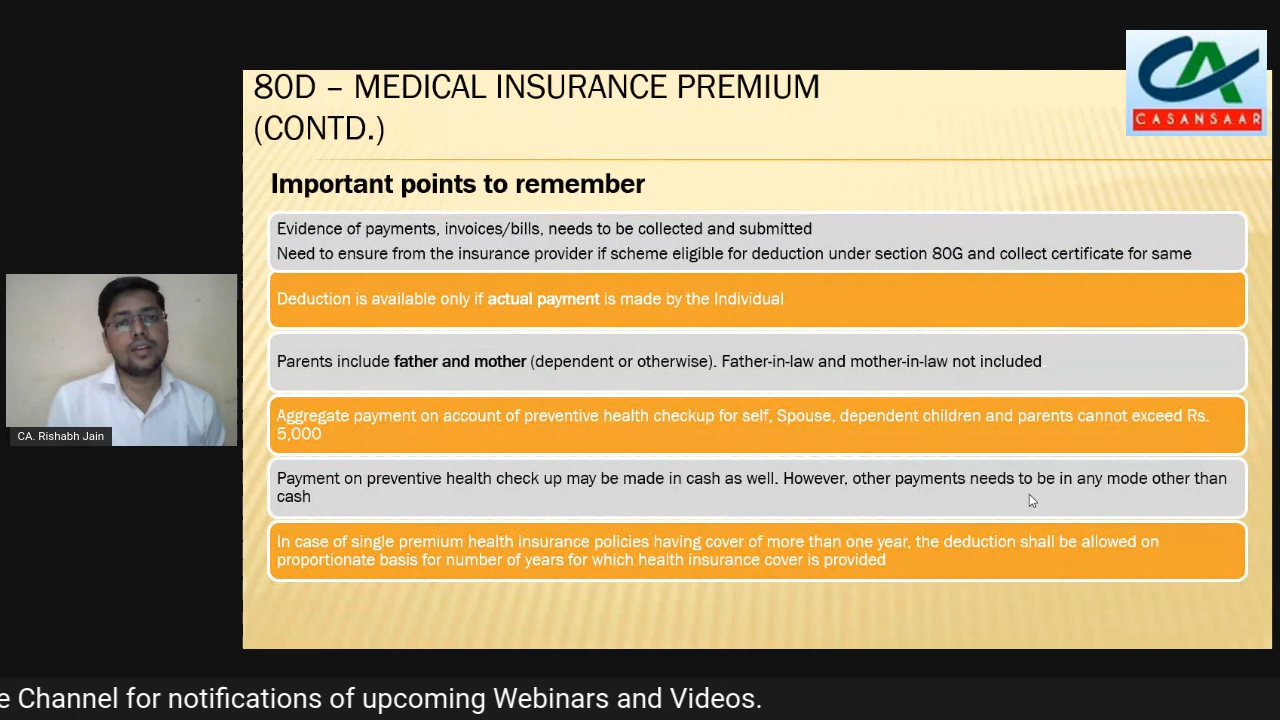 80D – MEDICAL INSURANCE PREMIUM
(CONTD.)
CASANSAAR
Important points to remember
Evidence of payments, invoices/bills, needs to be collected and submitted
Need to ensure from the insurance provider if scheme eligible for deduction under section 80G and collect certificate for same
Deduction is available only if actual payment is made by the Individual
Parents include father and mother (dependent or otherwise). Father-in-law and mother-in-law not included
Aggregate payment on account of preventive health checkup for self, Spouse, dependent children and parents cannot exceed Rs.
5,000
Payment on preventive health check up may be made in cash as well. However, other payments needs to be in any mode other than
cash
In case of single premium health insurance policies having cover of more than one year, the deduction shall be allowed on
proportionate basis for number of years for which health insurance cover is provided
CA. Rishabh Jain
e Channel for notifications of upcoming Webinars and Videos.